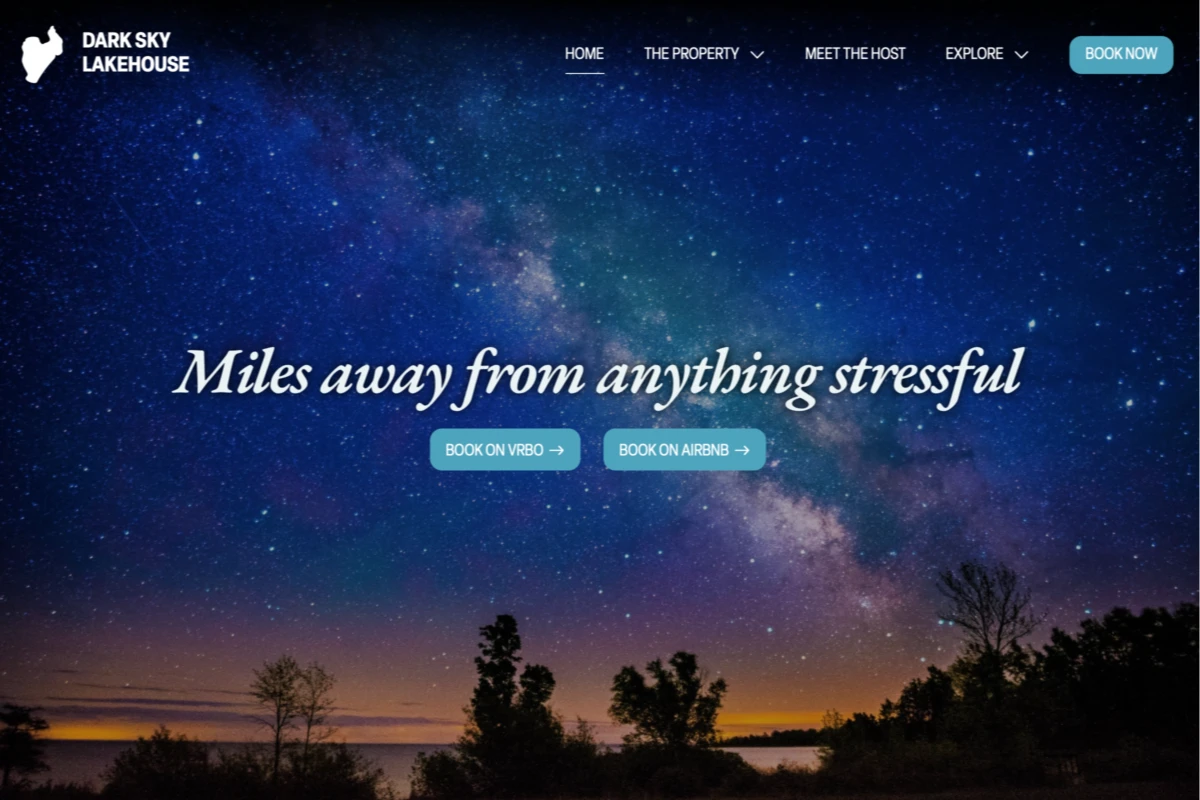 DARK SKY
LAKEHOUSE
HOME
THE PROPERTY
MEET THE HOST
EXPLORE
BOOK NOW
Miles away from anything stressful
BOOK ON VRBO →
BOOK ON AIRBNB →